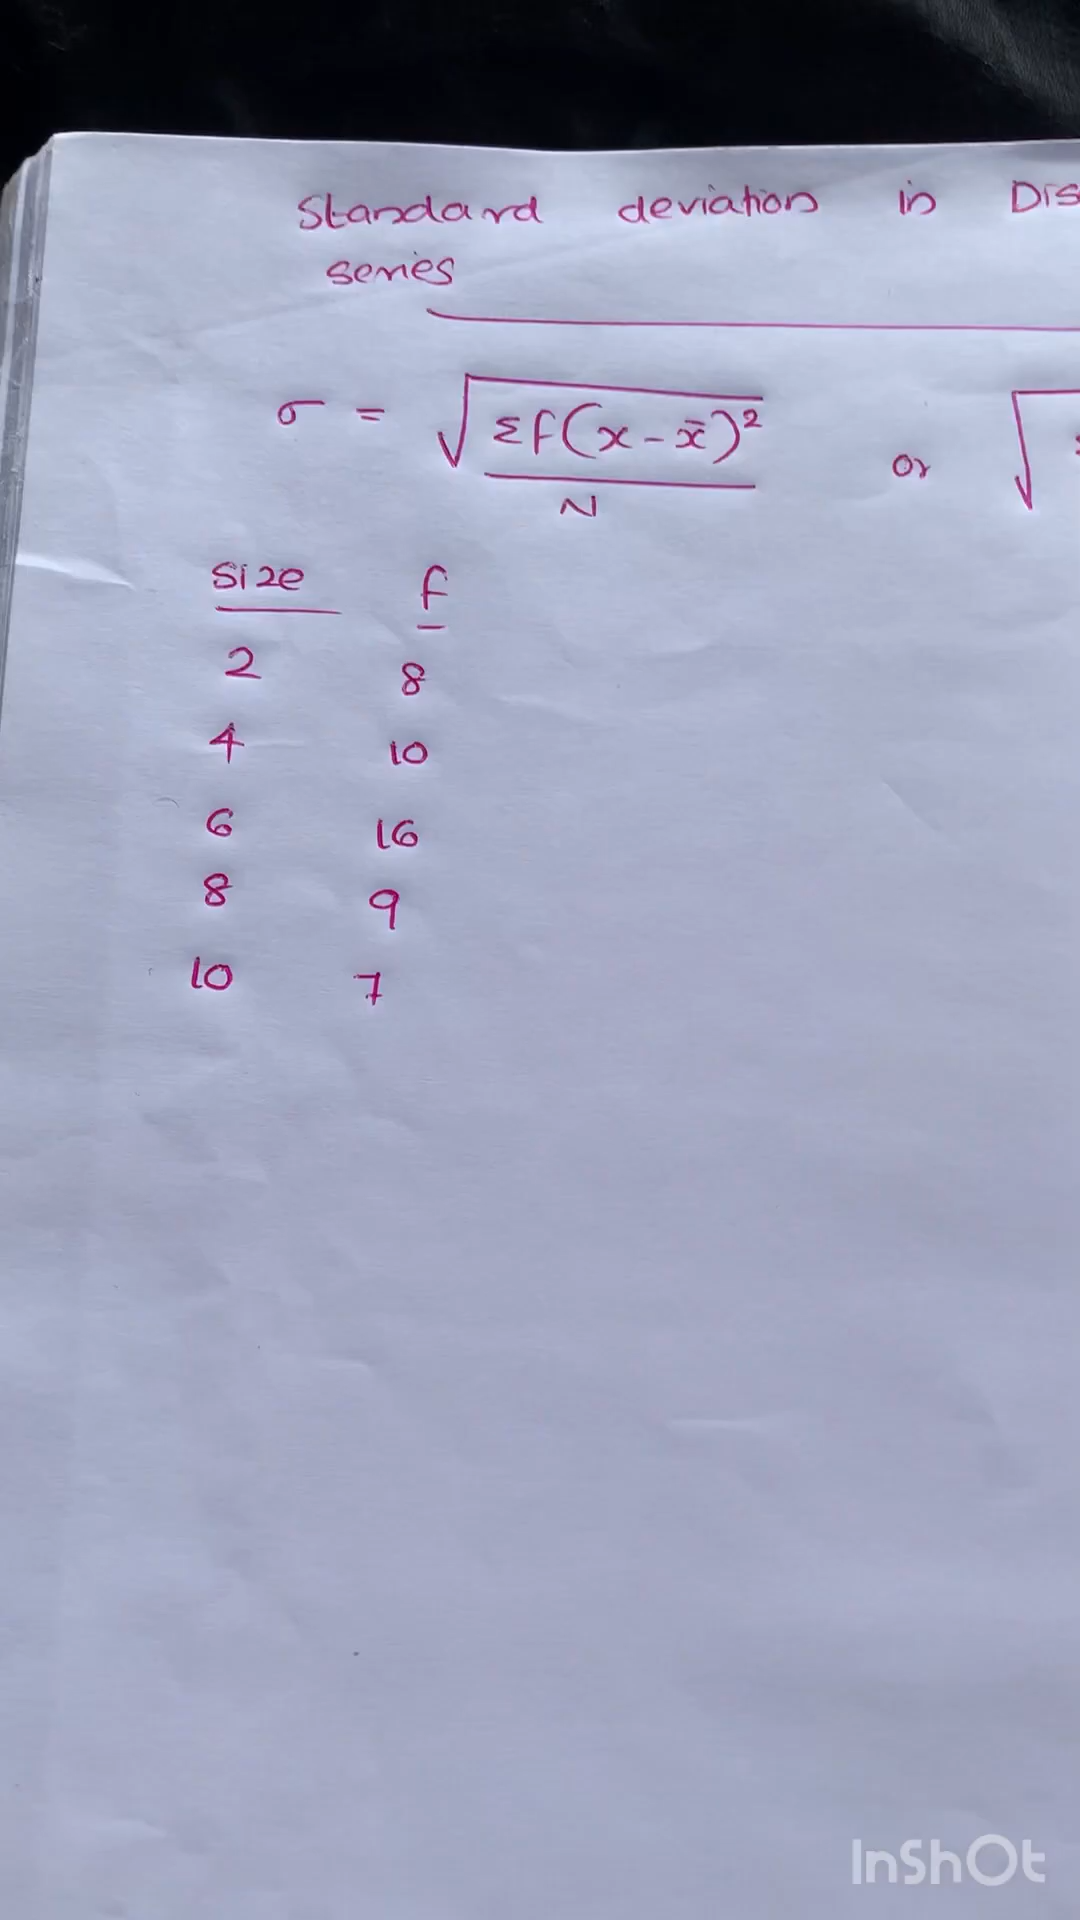 Standard deviation in Dis
series
σ = √Σf(x-x̄)²
N
or √
Size f
2 8
4 10
6 16
8 9
10 7
InShOt